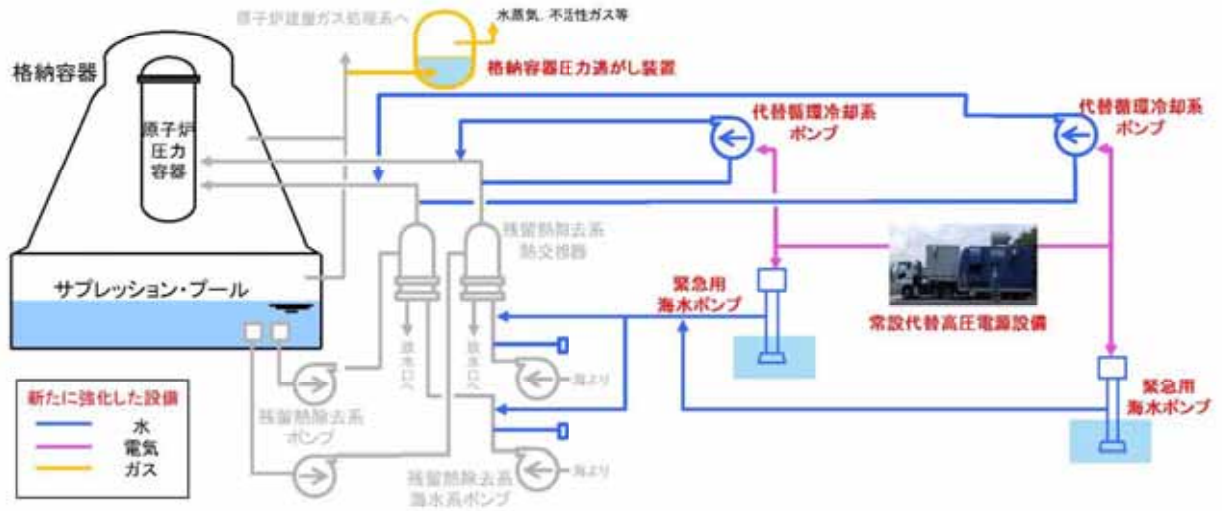 原子炉建屋ガス処理系へ
水蒸気、不活性ガス等
格納容器圧力逃がし装置
格納容器
原子炉
圧力
容器
代替循環冷却系
ポンプ
代替循環冷却系
ポンプ
残留熱除去系
熱交換器
サプレッション・プール
緊急用
海水ポンプ
常設代替高圧電源設備
放水口へ
放水口へ
海より
緊急用
海水ポンプ
残留熱除去系
ポンプ
海より
残留熱除去系
海水系ポンプ
新たに強化した設備
水
電気
ガス